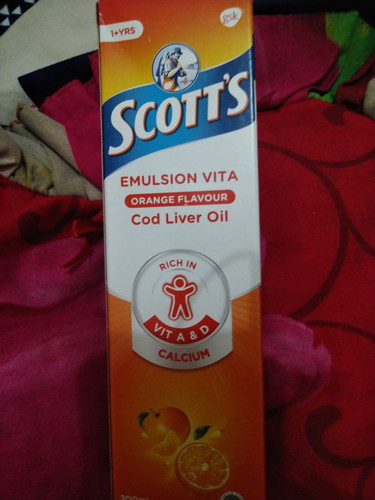 1+YRS
gsk
SCOTT'S
EMULSION VITA
ORANGE FLAVOUR
Cod Liver Oil
RICH IN
VIT A & D
CALCIUM